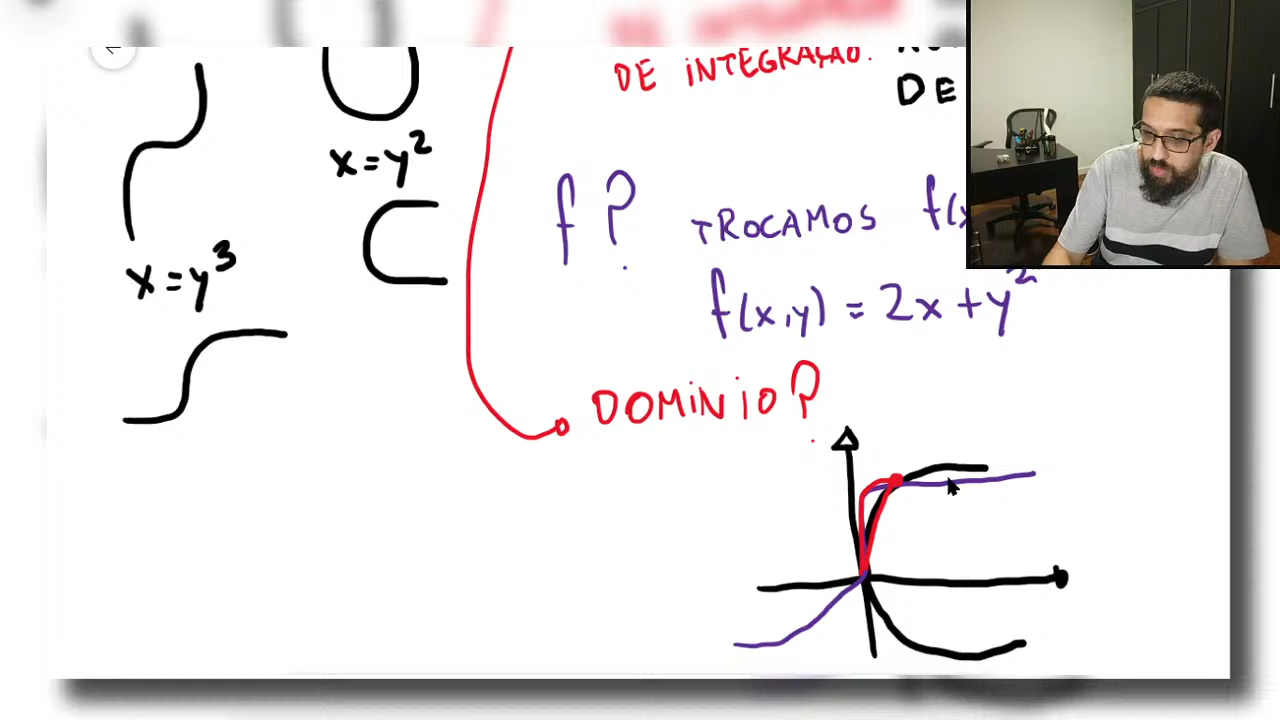 DE INTEGRAÇÃO.
DE
x=y²
f? TROCAMOS f(x
x=y³
f(x,y) = 2x+y²
DOMINIO?